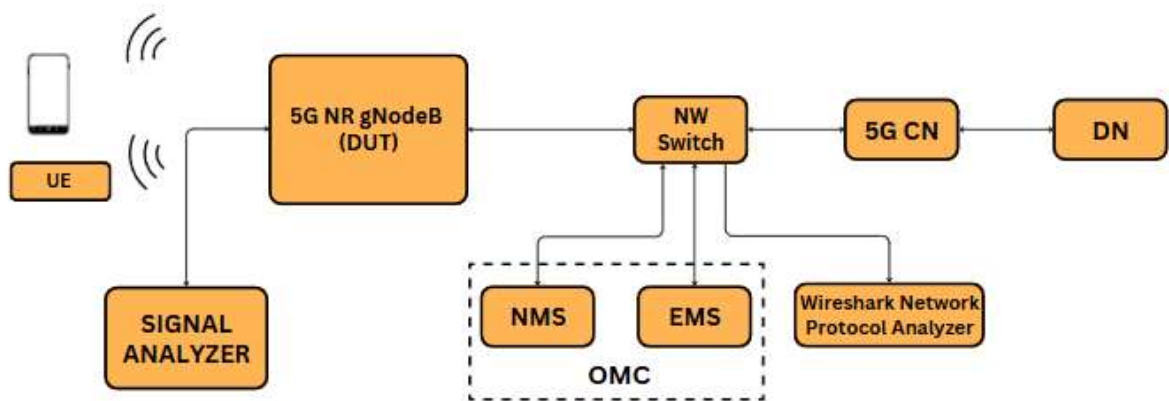 5G NR gNodeB
(DUT)
NW
Switch
5G CN
DN
UE
SIGNAL
ANALYZER
NMS
EMS
OMC
Wireshark Network
Protocol Analyzer